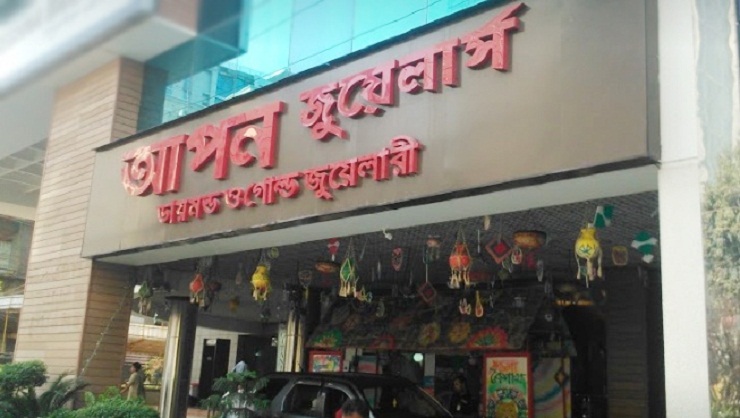 আপন জুয়েলার্স
ডায়মন্ড ও গোল্ড জুয়েলারী